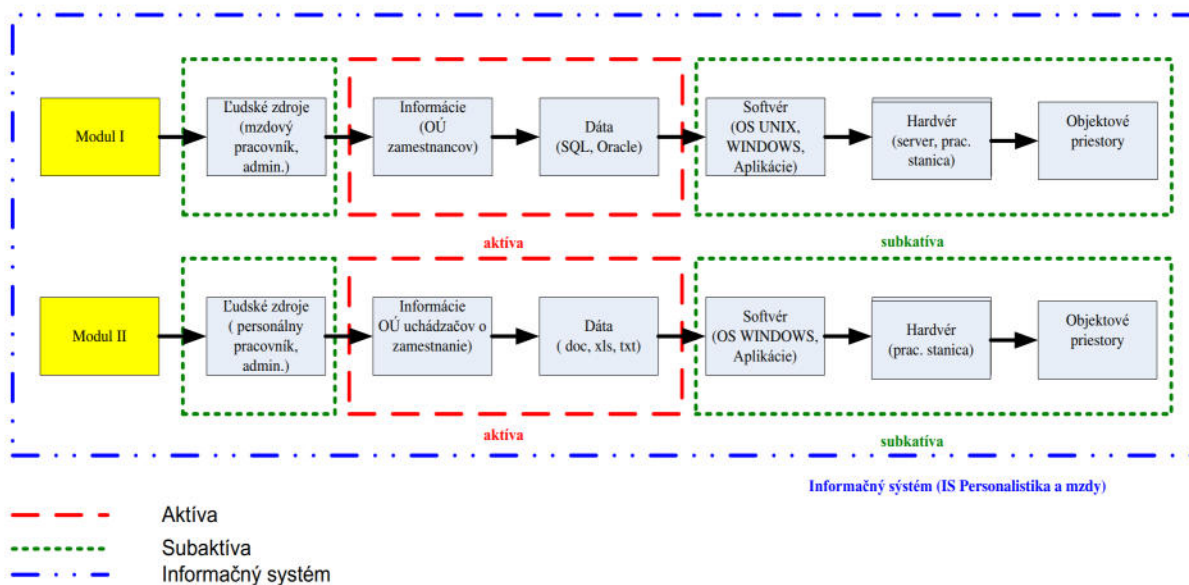 Modul I
Ľudské zdroje
(mzdový
pracovník,
admin.)
Informácie
(OÚ
zamestnancov)
Dáta
(SQL, Oracle)
Softvér
(OS UNIX,
WINDOWS,
Aplikácie)
Hardvér
(server, prac.
stanica)
Objektové
priestory
aktíva
subkatíva
Modul II
Ľudské zdroje
( personálny
pracovník,
admin.)
Informácie
OÚ uchádzačov o
zamestnanie)
Dáta
( doc, xls, txt)
Softvér
(OS WINDOWS,
Aplikácie)
Hardvér
(prac. stanica)
Objektové
priestory
aktíva
subkatíva
Informačný sýstém (IS Personalistika a mzdy)
Aktíva
Subaktíva
Informačný systém